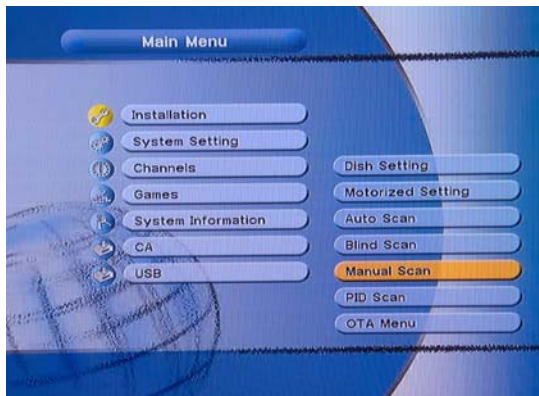 Main Menu
Installation
System Setting
Channels
Games
System Information
CA
USB
Dish Setting
Motorized Setting
Auto Scan
Blind Scan
Manual Scan
PID Scan
OTA Menu